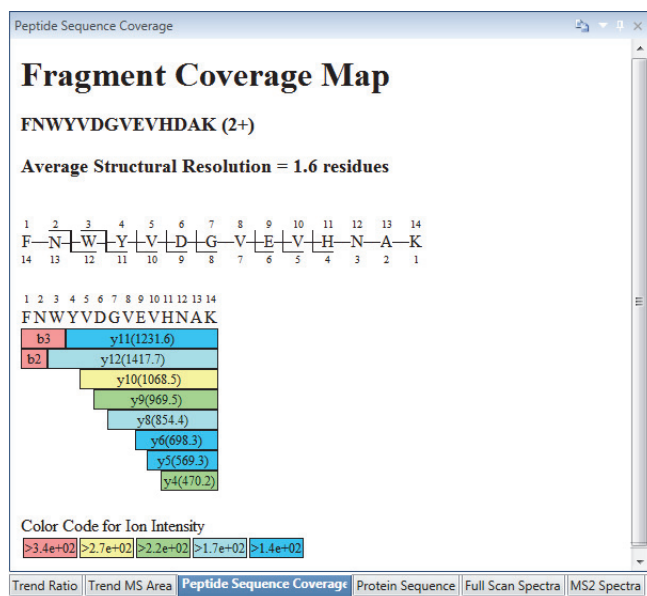 Peptide Sequence Coverage
Fragment Coverage Map
FNWYVDGVEVHDAK (2+)
Average Structural Resolution = 1.6 residues
1 2 3 4 5 6 7 8 9 10 11 12 13 14
F N W Y V D G V E V H N A K
14 13 12 11 10 9 8 7 6 5 4 3 2 1
1 2 3 4 5 6 7 8 9 10 11 12 13 14
FNWYVDGVEVHNAK
b3 y11(1231.6)
b2 y12(1417.7)
y10(1068.5)
y9(969.5)
y8(854.4)
y6(698.3)
y5(569.3)
y4(470.2)
Color Code for Ion Intensity
>3.4e+02 >2.7e+02 >2.2e+02 >1.7e+02 >1.4e+02
Trend Ratio Trend MS Area Peptide Sequence Coverage Protein Sequence Full Scan Spectra MS2 Spectra